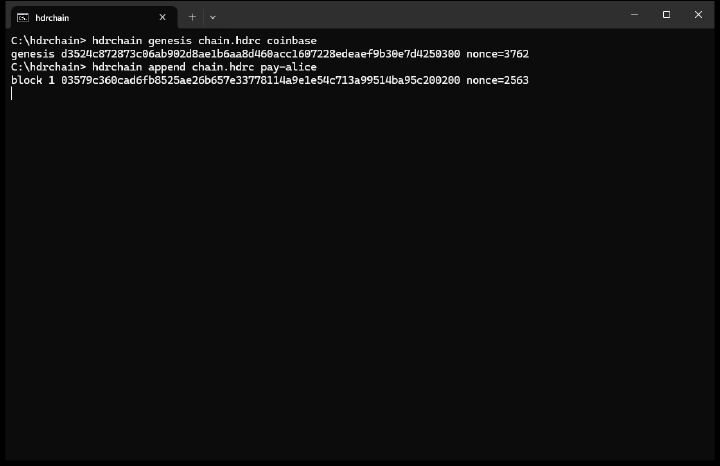 hdrchain
C:\hdrchain> hdrchain genesis chain.hdrc coinbase
genesis d3524c872873c06ab902d8ae1b6aa8d460acc1607228edeaef9b30e7d4250300 nonce=3762
C:\hdrchain> hdrchain append chain.hdrc pay-alice
block 1 03579c360cad6fb8525ae26b657e33778114a9e1e54c713a99514ba95c200200 nonce=2563